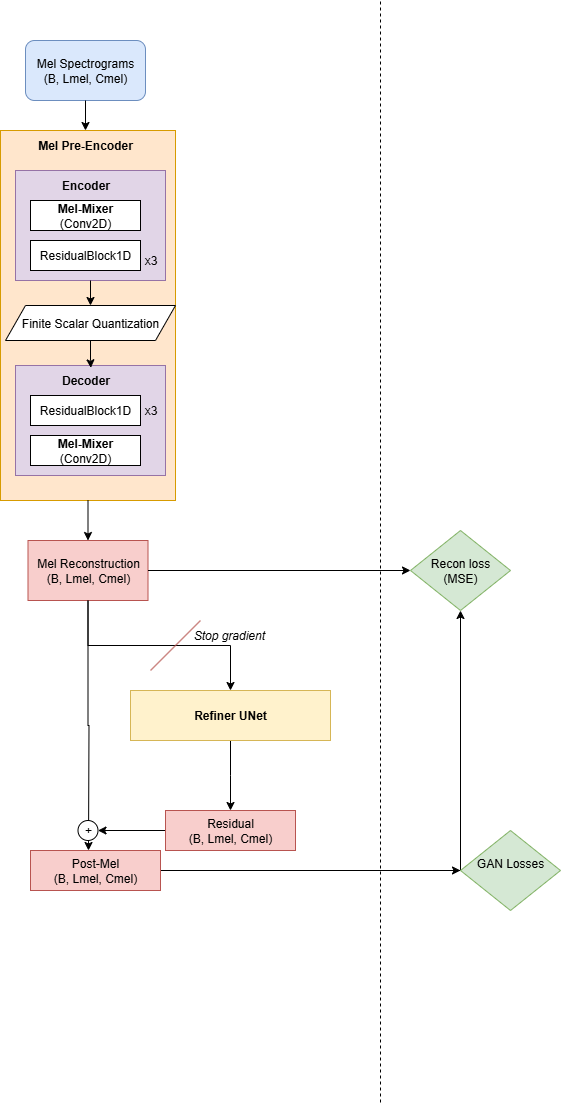 Mel Spectrograms
(B, Lmel, Cmel)
Mel Pre-Encoder
Encoder
Mel-Mixer
(Conv2D)
ResidualBlock1D
x3
Finite Scalar Quantization
Decoder
ResidualBlock1D
x3
Mel-Mixer
(Conv2D)
Mel Reconstruction
(B, Lmel, Cmel)
Recon loss
(MSE)
Stop gradient
Refiner UNet
Residual
(B, Lmel, Cmel)
+
Post-Mel
(B, Lmel, Cmel)
GAN Losses